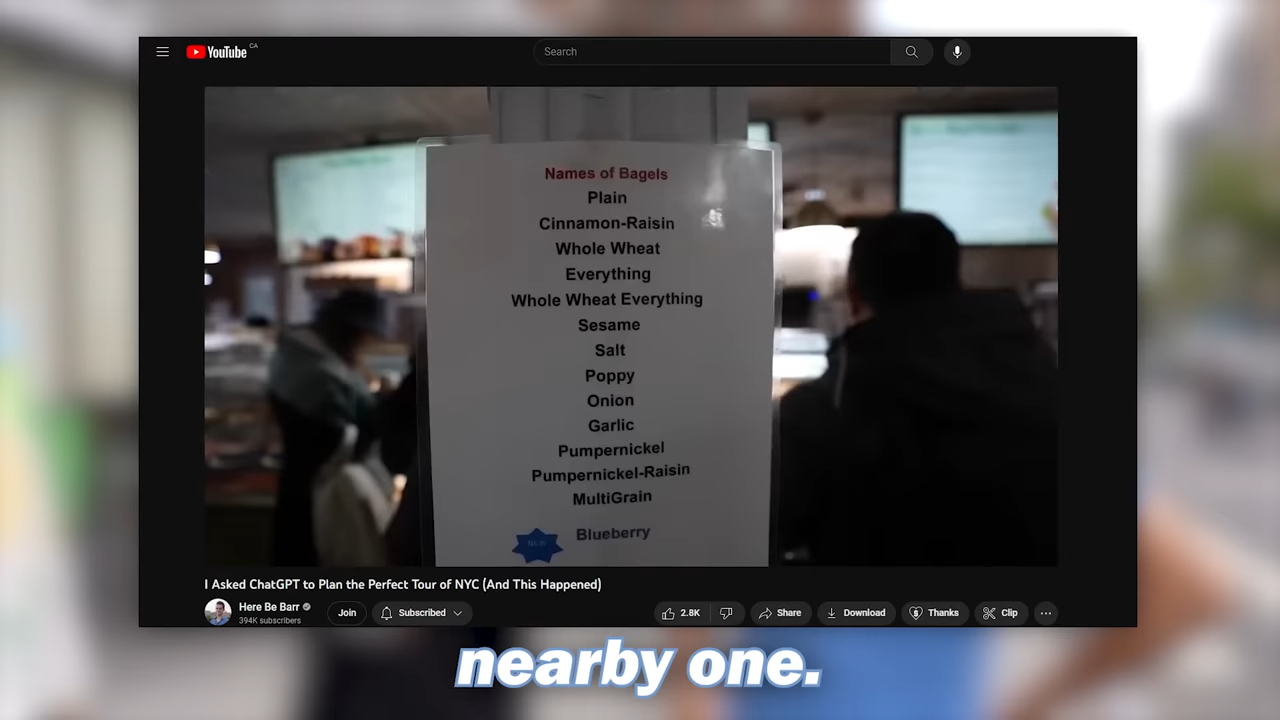 YouTube CA
Search
Names of Bagels
Plain
Cinnamon-Raisin
Whole Wheat
Everything
Whole Wheat Everything
Sesame
Salt
Poppy
Onion
Garlic
Pumpernickel
Pumpernickel-Raisin
MultiGrain
Blueberry
NEW
I Asked ChatGPT to Plan the Perfect Tour of NYC (And This Happened)
Here Be Barr
394K subscribers
Join
Subscribed
2.8K
Share
Download
Thanks
Clip
nearby one.